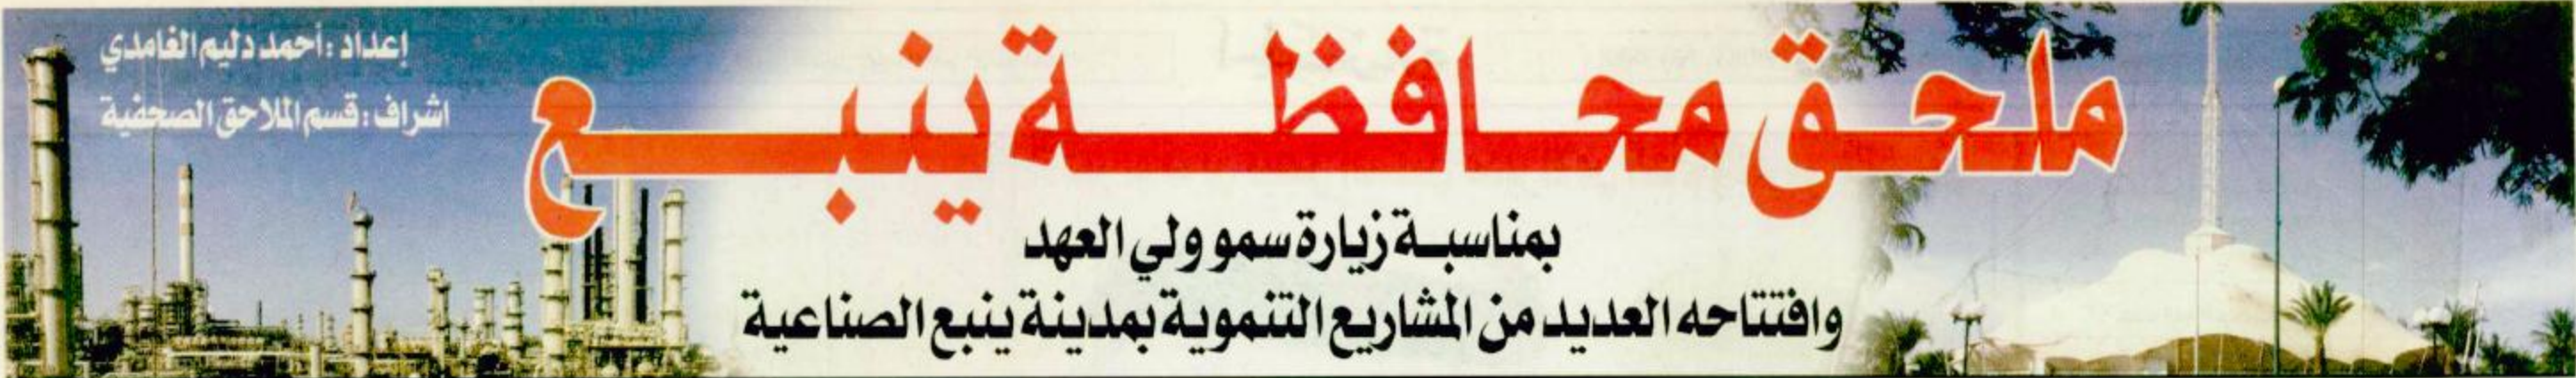 ملحق محافظة ينبع
بمناسبة زيارة سمو ولي العهد
وافتتاحه العديد من المشاريع التنموية بمدينة ينبع الصناعية
إعداد : أحمد دليم الغامدي
اشراف : قسم الملاحق الصحفية